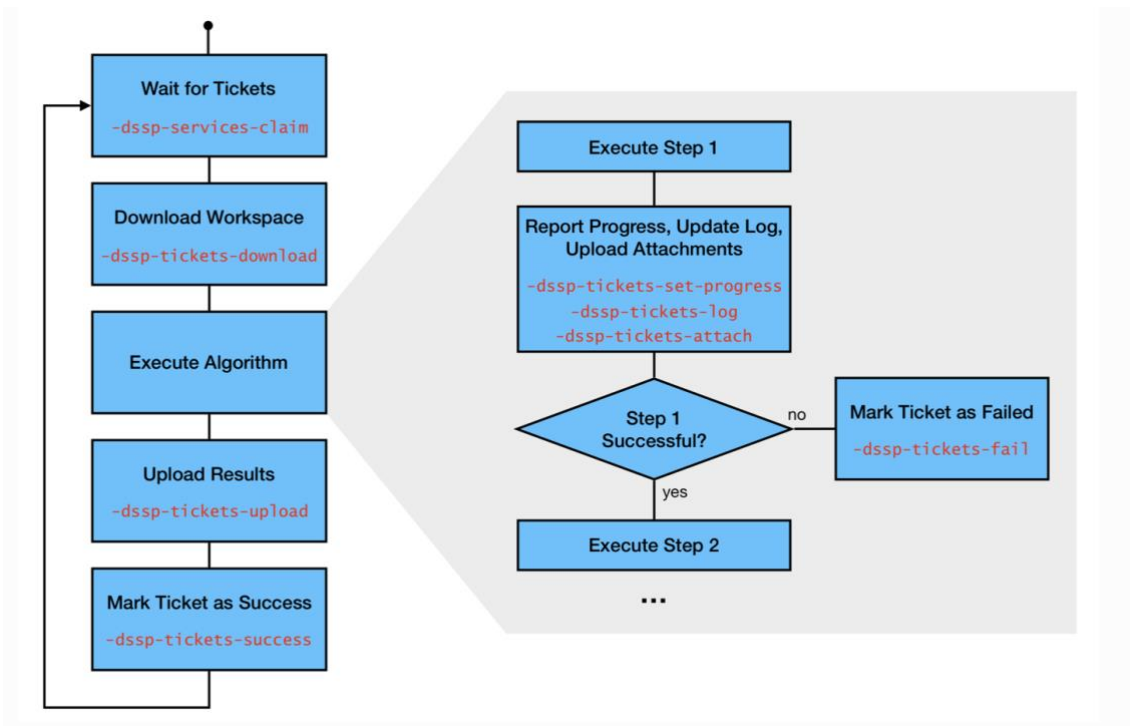 Wait for Tickets
-dssp-services-claim
Download Workspace
-dssp-tickets-download
Execute Algorithm
Upload Results
-dssp-tickets-upload
Mark Ticket as Success
-dssp-tickets-success
Execute Step 1
Report Progress, Update Log,
Upload Attachments
-dssp-tickets-set-progress
-dssp-tickets-log
-dssp-tickets-attach
Step 1
Successful?
no
Mark Ticket as Failed
-dssp-tickets-fail
yes
Execute Step 2
...